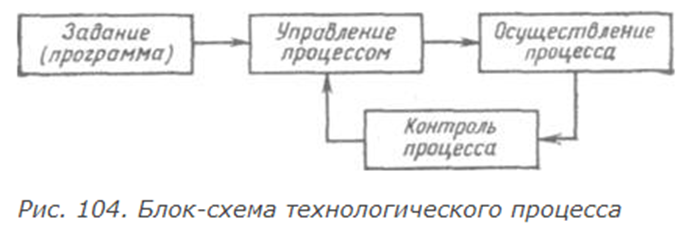 Задание
(программа)
Управление
процессом
Осуществление
процесса
Контроль
процесса
Рис. 104. Блок-схема технологического процесса